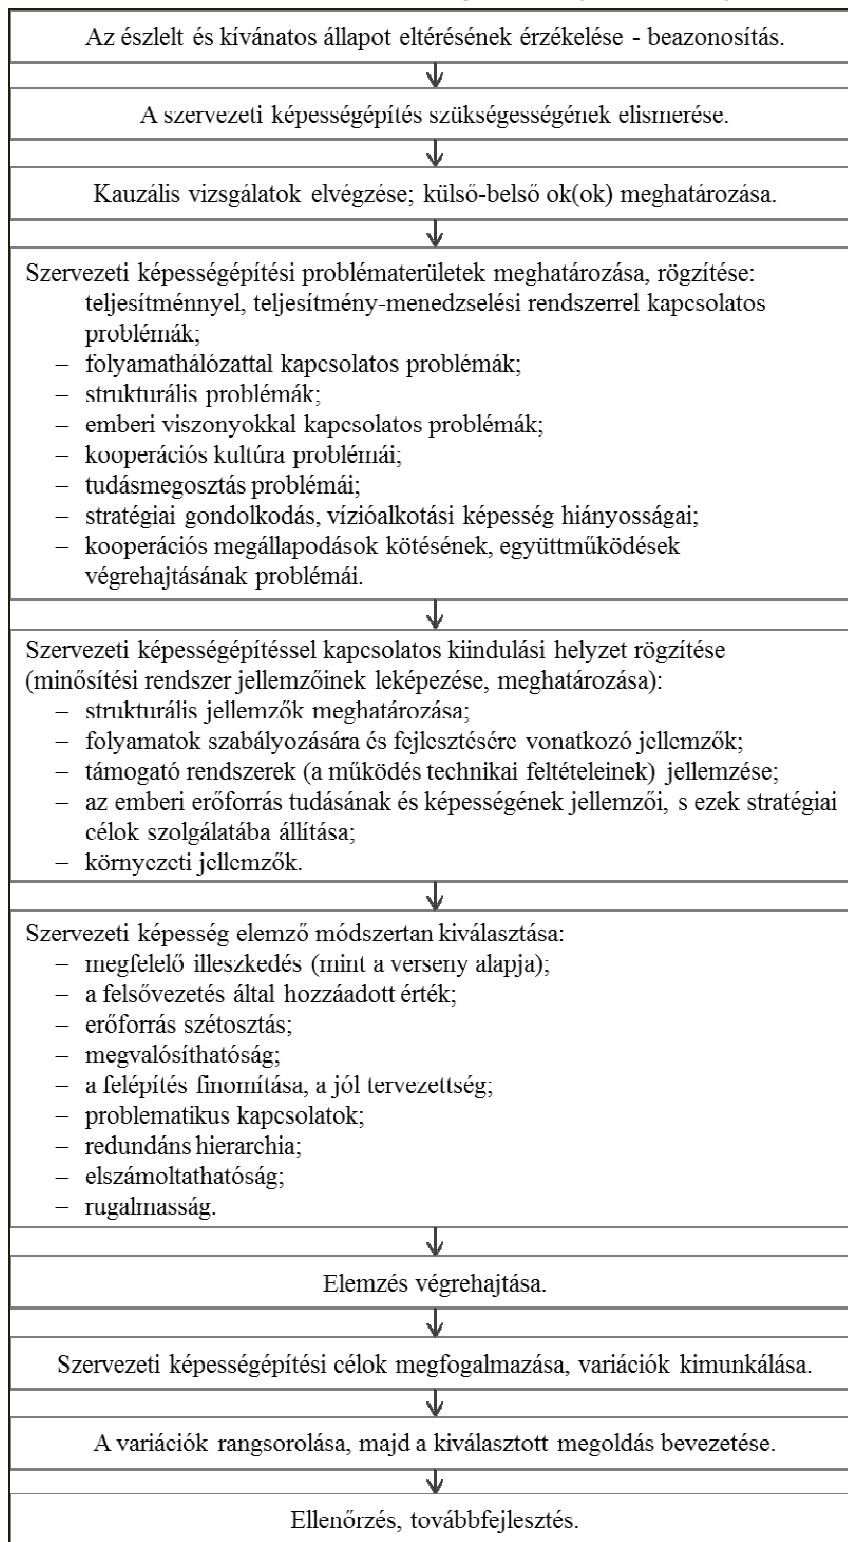 Az észlelt és kívánatos állapot eltérésének érzékelése - beazonosítás.
A szervezeti képességépítés szükségességének elismerése.
Kauzális vizsgálatok elvégzése; külső-belső ok(ok) meghatározása.
Szervezeti képességépítési problématerületek meghatározása, rögzítése:
teljesítménnyel, teljesítmény-menedzselési rendszerrel kapcsolatos
problémák;
– folyamathálózattal kapcsolatos problémák;
– strukturális problémák;
– emberi viszonyokkal kapcsolatos problémák;
– kooperációs kultúra problémái;
– tudásmegosztás problémái;
– stratégiai gondolkodás, vízióalkotási képesség hiányosságai;
– kooperációs megállapodások kötésének, együttműködések
végrehajtásának problémái.
Szervezeti képességépítéssel kapcsolatos kiindulási helyzet rögzítése
(minősítési rendszer jellemzőinek leképezése, meghatározása):
– strukturális jellemzők meghatározása;
– folyamatok szabályozására és fejlesztésére vonatkozó jellemzők;
– támogató rendszerek (a működés technikai feltételeinek) jellemzése;
– az emberi erőforrás tudásának és képességének jellemzői, s ezek stratégiai
célok szolgálatába állítása;
– környezeti jellemzők.
Szervezeti képesség elemző módszertan kiválasztása:
– megfelelő illeszkedés (mint a verseny alapja);
– a felsővezetés által hozzáadott érték;
– erőforrás szétosztás;
– megvalósíthatóság;
– a felépítés finomítása, a jól tervezettség;
– problematikus kapcsolatok;
– redundáns hierarchia;
– elszámoltathatóság;
– rugalmasság.
Elemzés végrehajtása.
Szervezeti képességépítési célok megfogalmazása, variációk kimunkálása.
A variációk rangsorolása, majd a kiválasztott megoldás bevezetése.
Ellenőrzés, továbbfejlesztés.